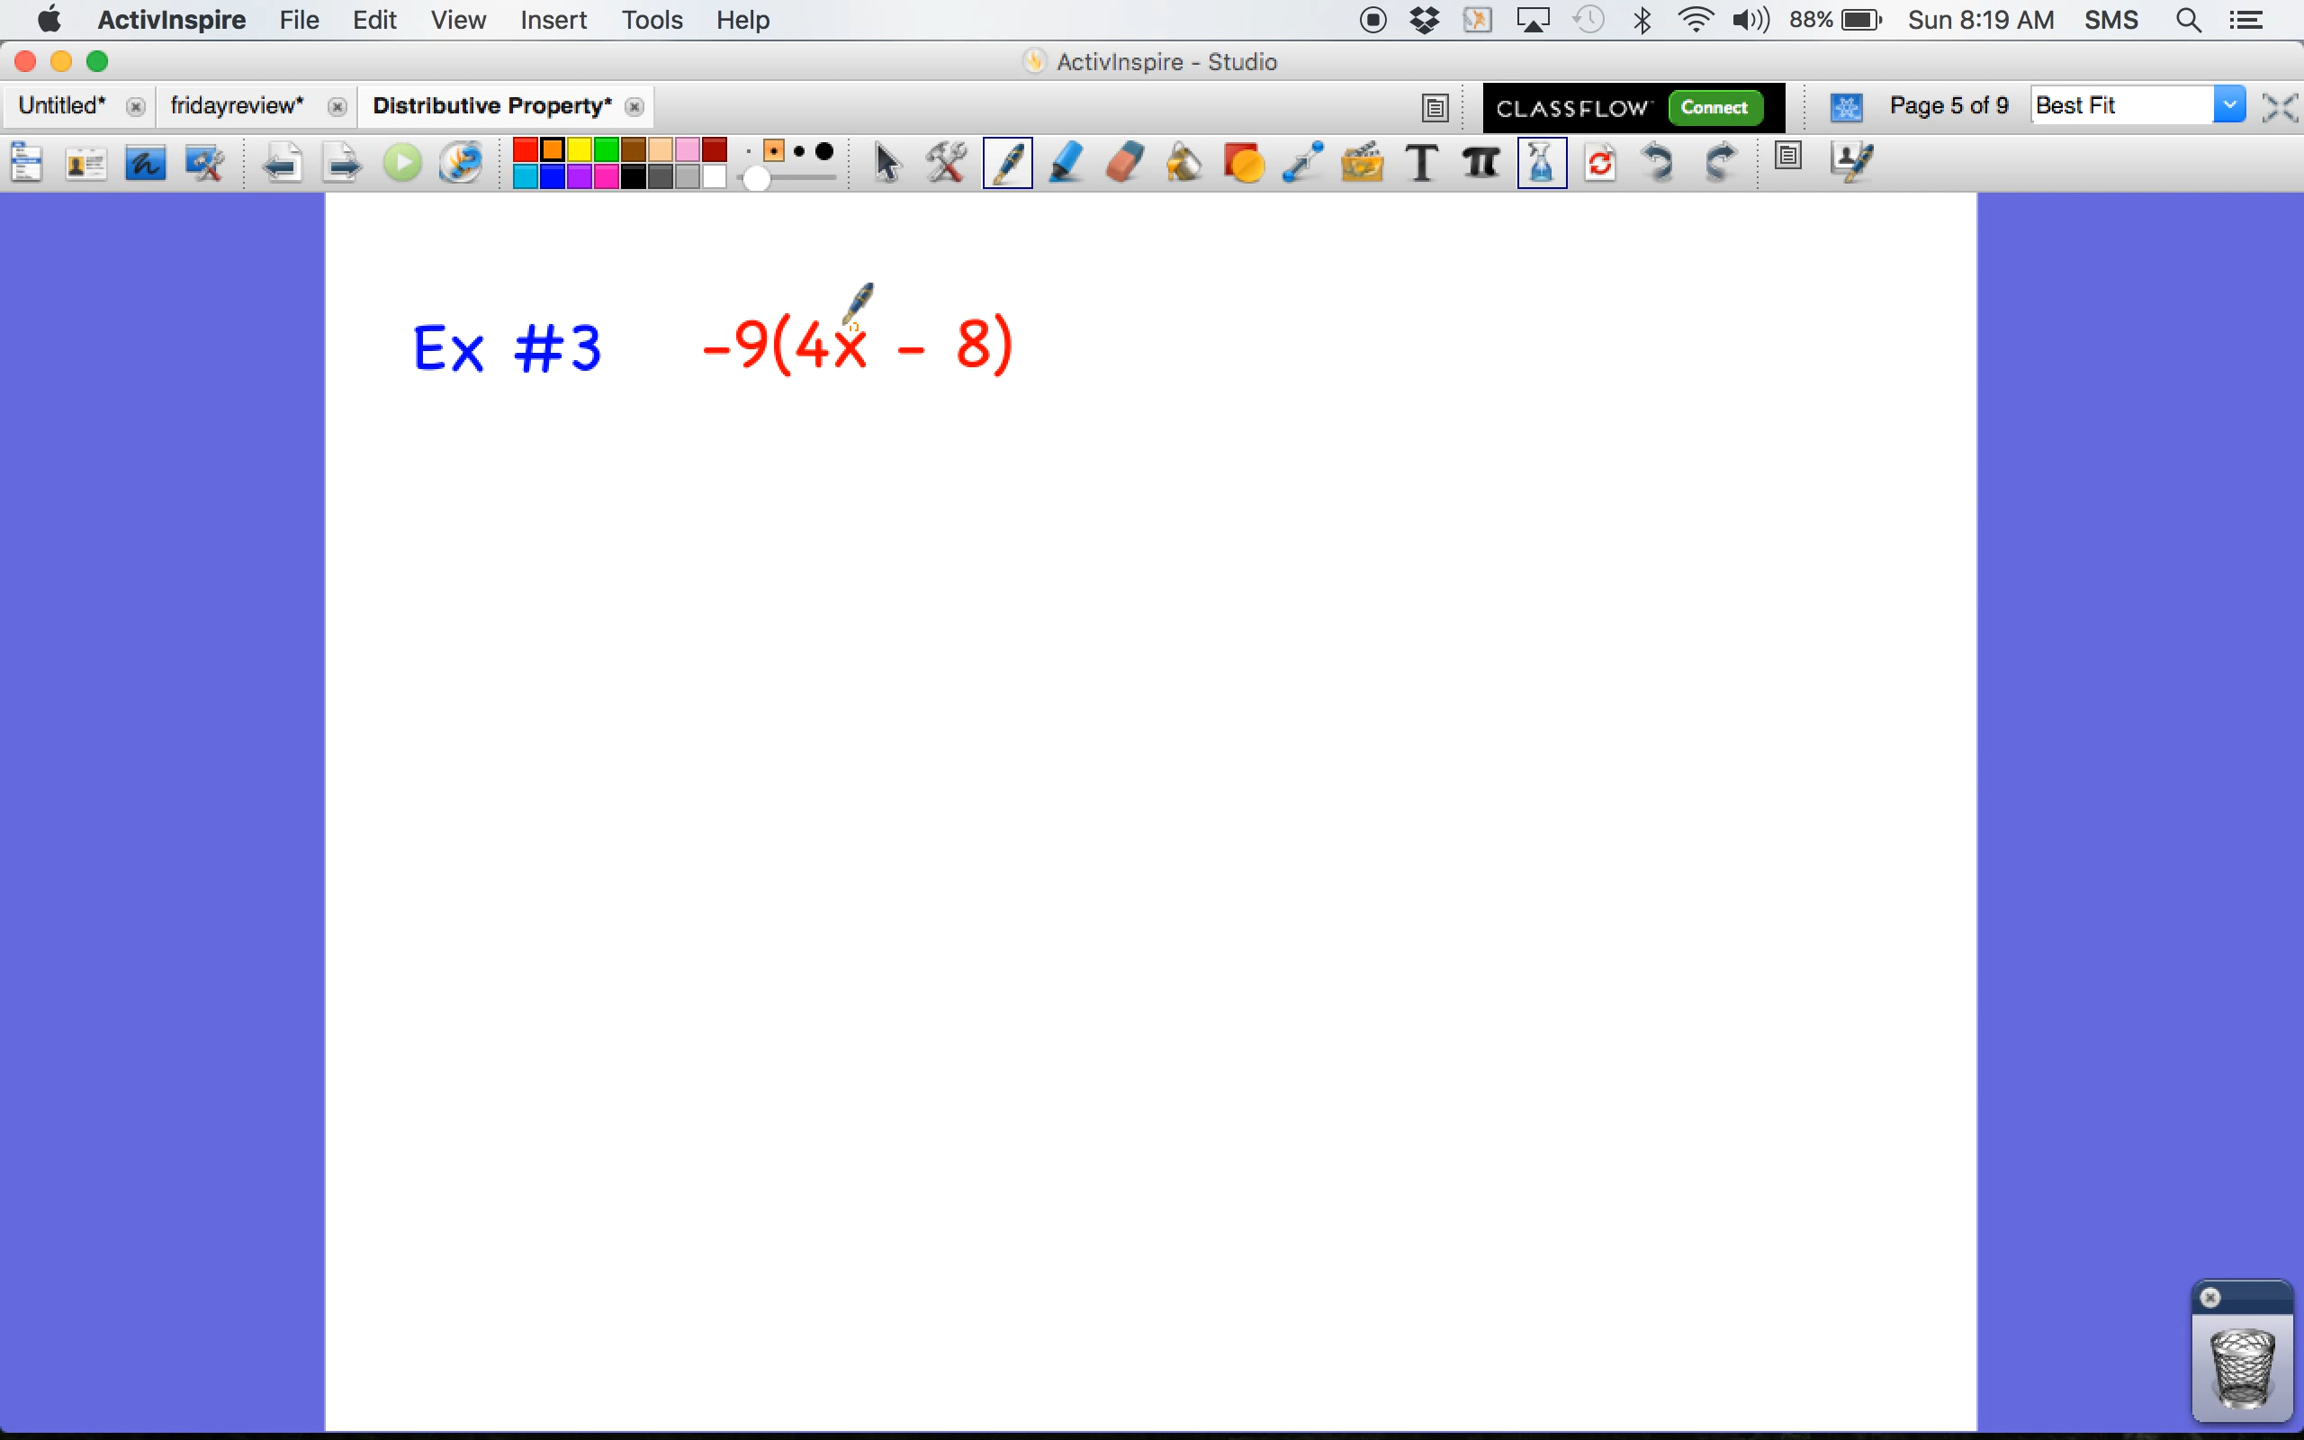 ActivInspire File Edit View Insert Tools Help 88% Sun 8:19 AM SMS
ActivInspire - Studio
Untitled* fridayreview* Distributive Property* CLASSFLOW Connect Page 5 of 9 Best Fit
T π
Ex #3 -9(4x - 8)